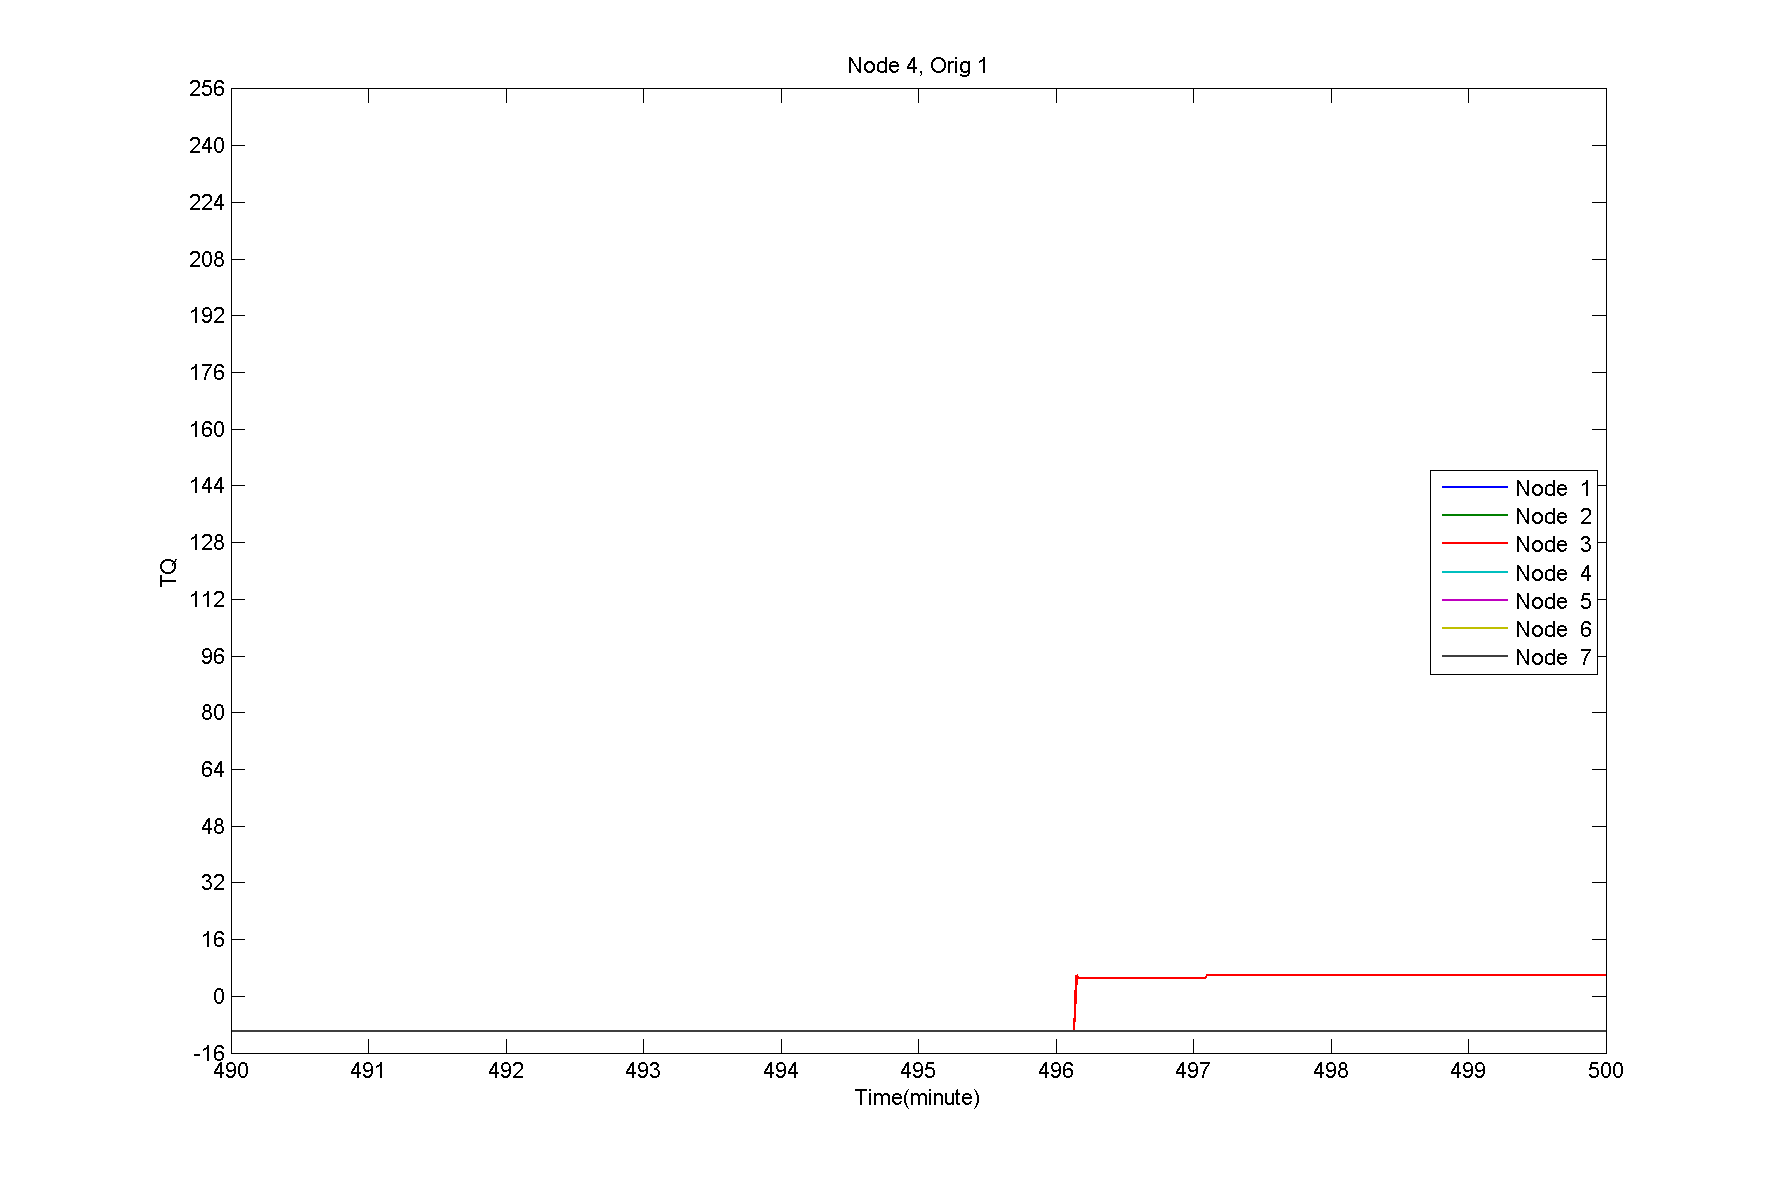 Node 4, Orig 1
256
240
224
208
192
176
160
144
128
112
96
80
64
48
32
16
0
-16
TQ
Node 1
Node 2
Node 3
Node 4
Node 5
Node 6
Node 7
490 491 492 493 494 495 496 497 498 499 500
Time(minute)